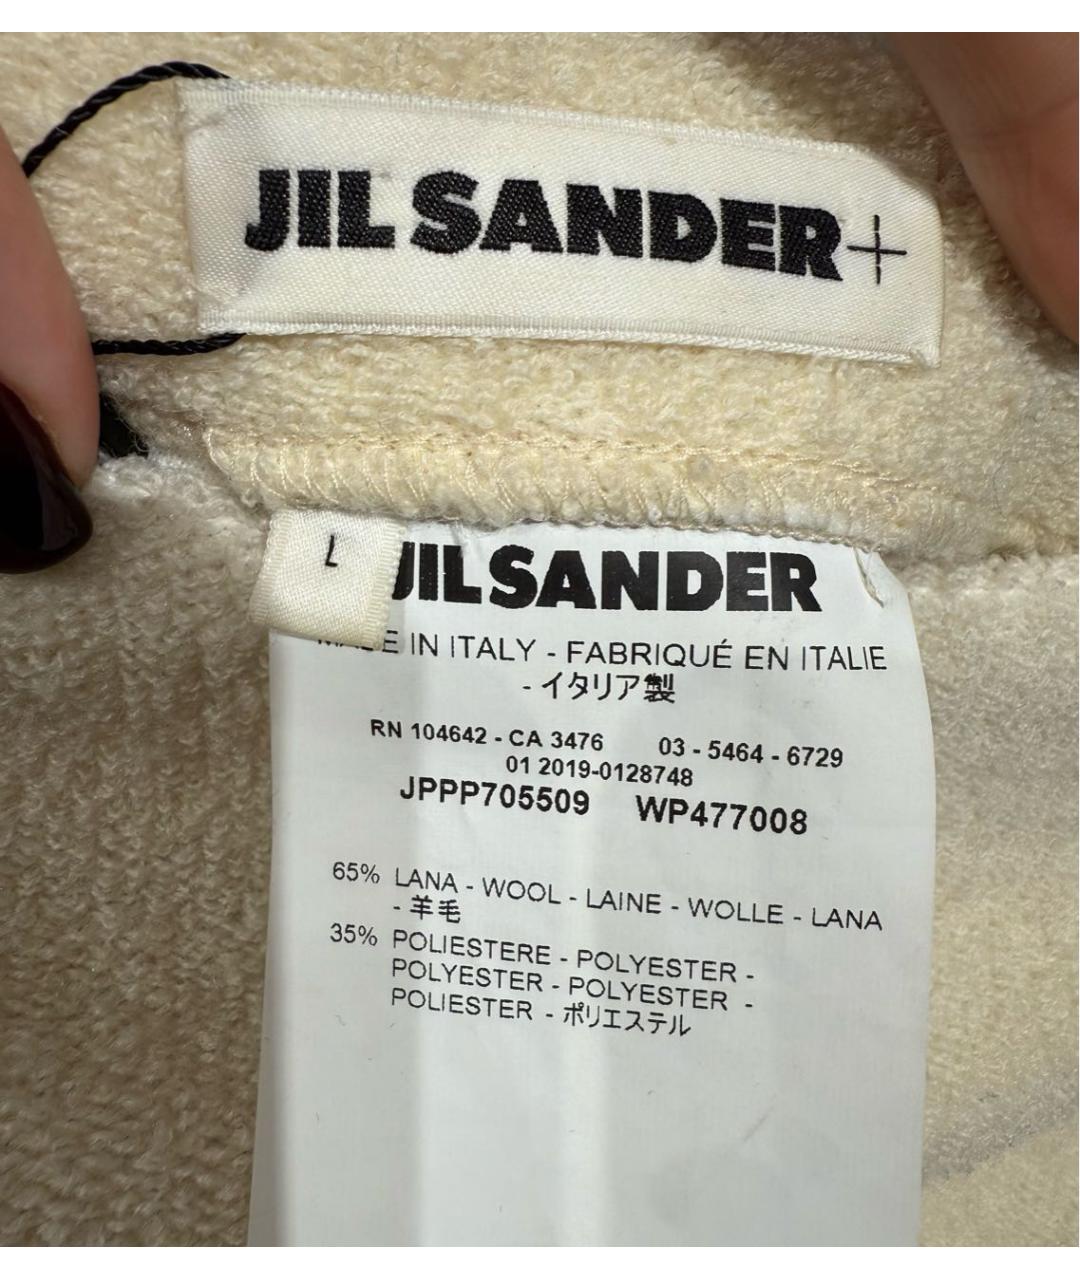 JIL SANDER+
L
JIL SANDER
MADE IN ITALY - FABRIQUÉ EN ITALIE
- イタリア製
RN 104642 - CA 3476 03 - 5464 - 6729
01 2019-0128748
JPPP705509 WP477008
65% LANA - WOOL - LAINE - WOLLE - LANA
- 羊毛
35% POLIESTERE - POLYESTER -
POLYESTER - POLYESTER -
POLIESTER - ポリエステル